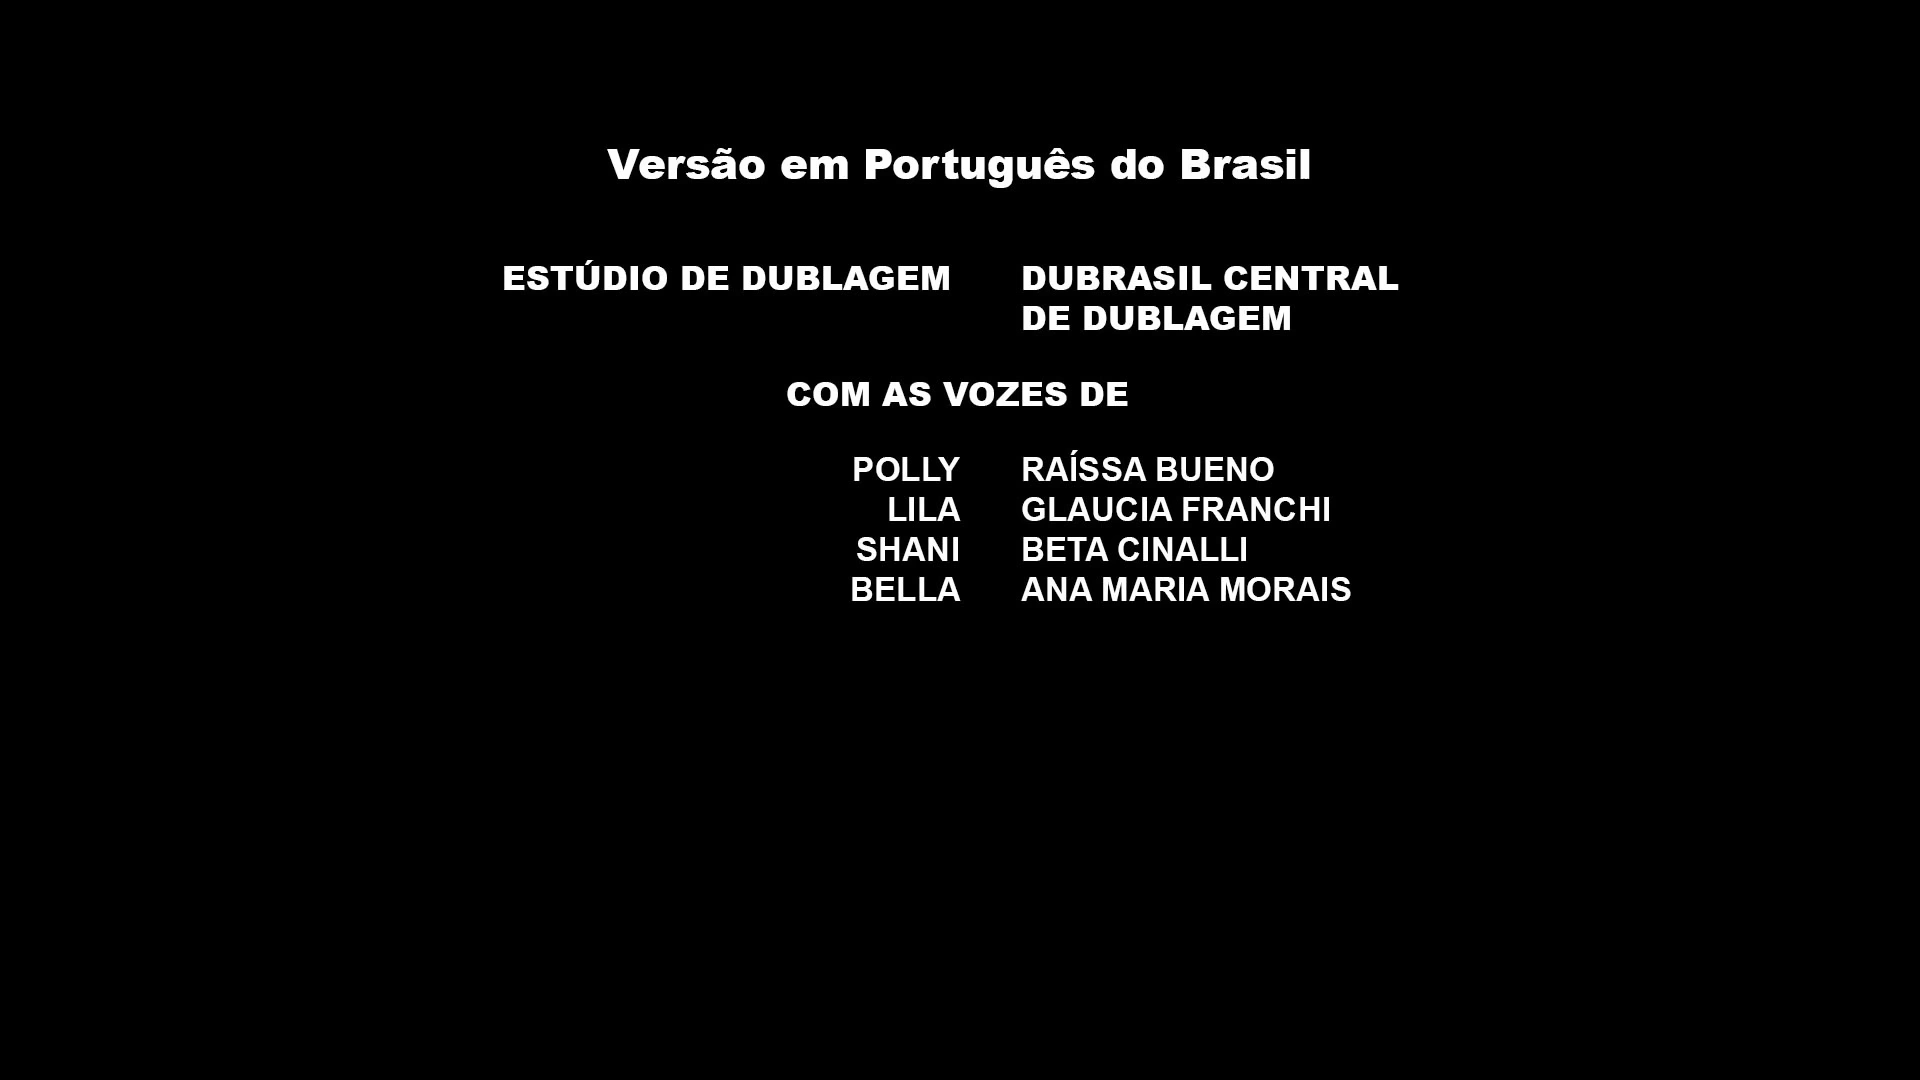 Versão em Português do Brasil
ESTÚDIO DE DUBLAGEM DUBRASIL CENTRAL
DE DUBLAGEM
COM AS VOZES DE
POLLY RAÍSSA BUENO
LILA GLAUCIA FRANCHI
SHANI BETA CINALLI
BELLA ANA MARIA MORAIS